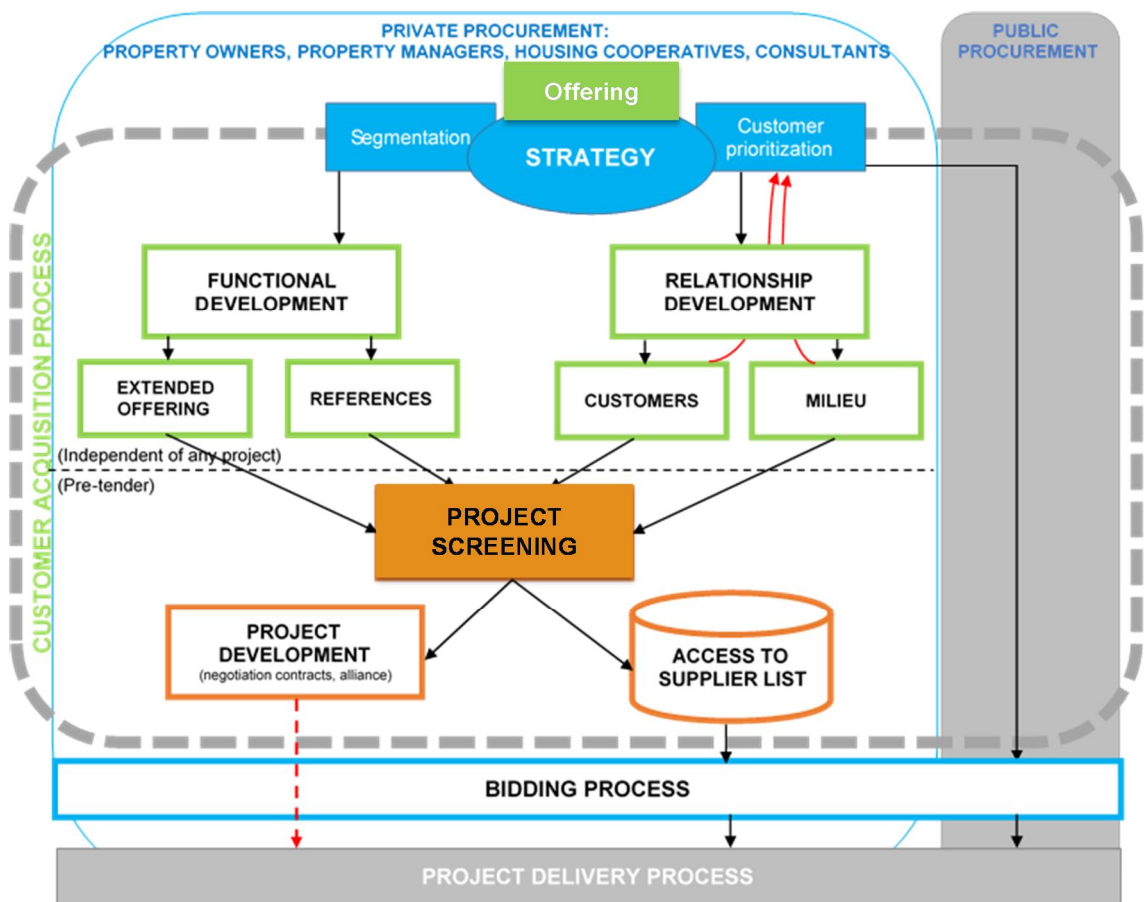 PRIVATE PROCUREMENT:
PROPERTY OWNERS, PROPERTY MANAGERS, HOUSING COOPERATIVES, CONSULTANTS
PUBLIC
PROCUREMENT
Offering
Segmentation
STRATEGY
Customer
prioritization
CUSTOMER ACQUISITION PROCESS
FUNCTIONAL
DEVELOPMENT
RELATIONSHIP
DEVELOPMENT
EXTENDED
OFFERING
REFERENCES
CUSTOMERS
MILIEU
(Independent of any project)
(Pre-tender)
PROJECT
SCREENING
PROJECT
DEVELOPMENT
(negotiation contracts, alliance)
ACCESS TO
SUPPLIER LIST
BIDDING PROCESS
PROJECT DELIVERY PROCESS